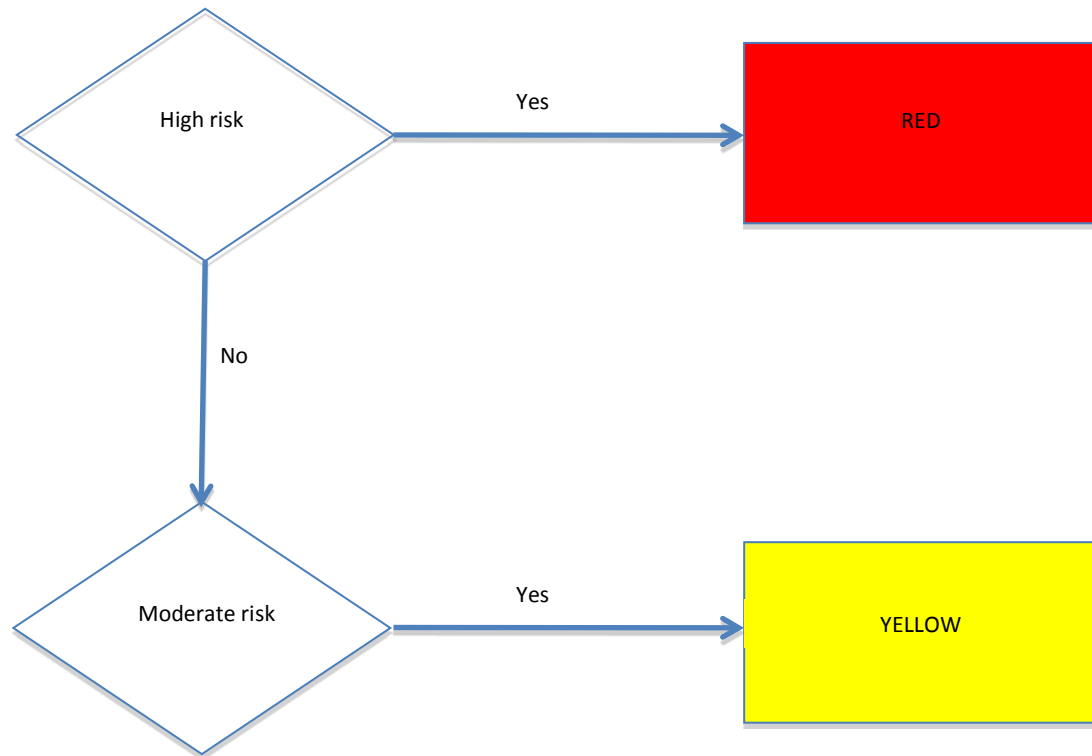 High risk
Yes
RED
No
Moderate risk
Yes
YELLOW